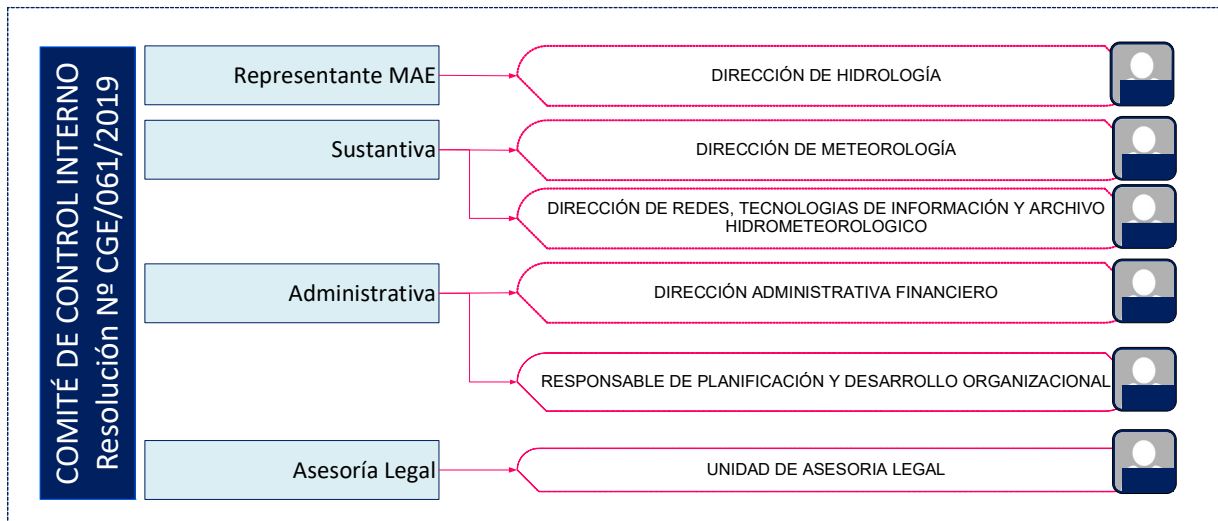 COMITÉ DE CONTROL INTERNO
Resolución Nº CGE/061/2019
Representante MAE
DIRECCIÓN DE HIDROLOGÍA
Sustantiva
DIRECCIÓN DE METEOROLOGÍA
DIRECCIÓN DE REDES, TECNOLOGIAS DE INFORMACIÓN Y ARCHIVO
HIDROMETEOROLOGICO
Administrativa
DIRECCIÓN ADMINISTRATIVA FINANCIERO
RESPONSABLE DE PLANIFICACIÓN Y DESARROLLO ORGANIZACIONAL
Asesoría Legal
UNIDAD DE ASESORIA LEGAL